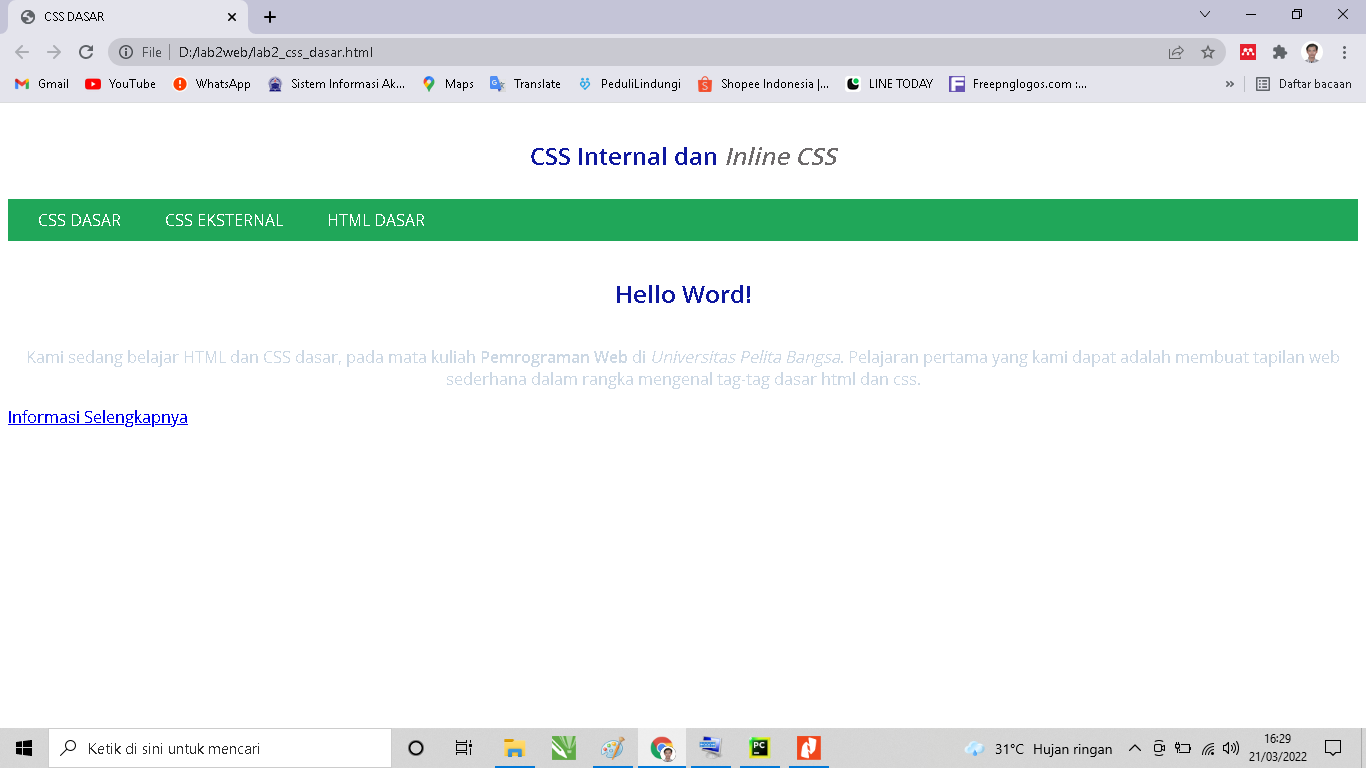 CSS DASAR
File D:/lab2web/lab2_css_dasar.html
Gmail YouTube WhatsApp Sistem Informasi Ak... Maps Translate PeduliLindungi Shopee Indonesia |... LINE TODAY Freepnglogos.com :... » Daftar bacaan
CSS Internal dan Inline CSS
CSS DASAR CSS EKSTERNAL HTML DASAR
Hello Word!
Kami sedang belajar HTML dan CSS dasar, pada mata kuliah Pemrograman Web di Universitas Pelita Bangsa. Pelajaran pertama yang kami dapat adalah membuat tapilan web
sederhana dalam rangka mengenal tag-tag dasar html dan css.
Informasi Selengkapnya
Ketik di sini untuk mencari
PC
31°C Hujan ringan
16:29
21/03/2022